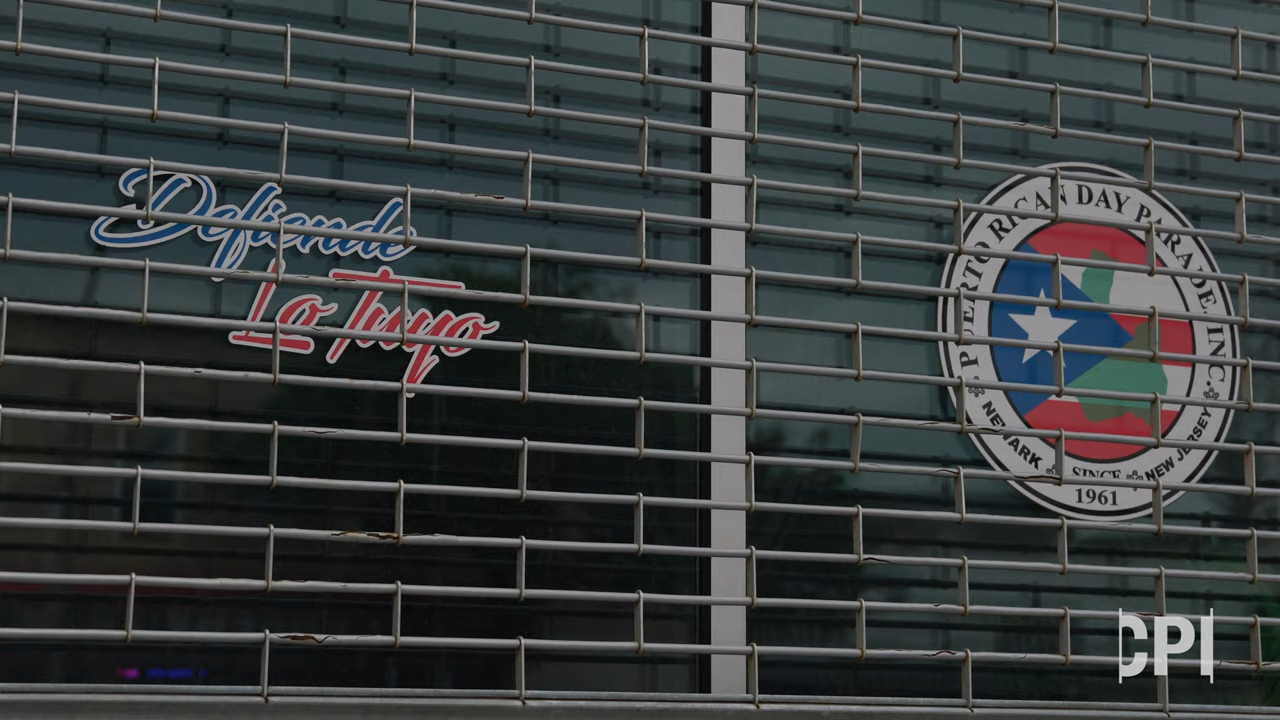 Defiende
Lo Tuyo
PUERTO RICAN DAY PARADE, INC.
NEWARK
SINCE
NEW JERSEY
1961
CPI